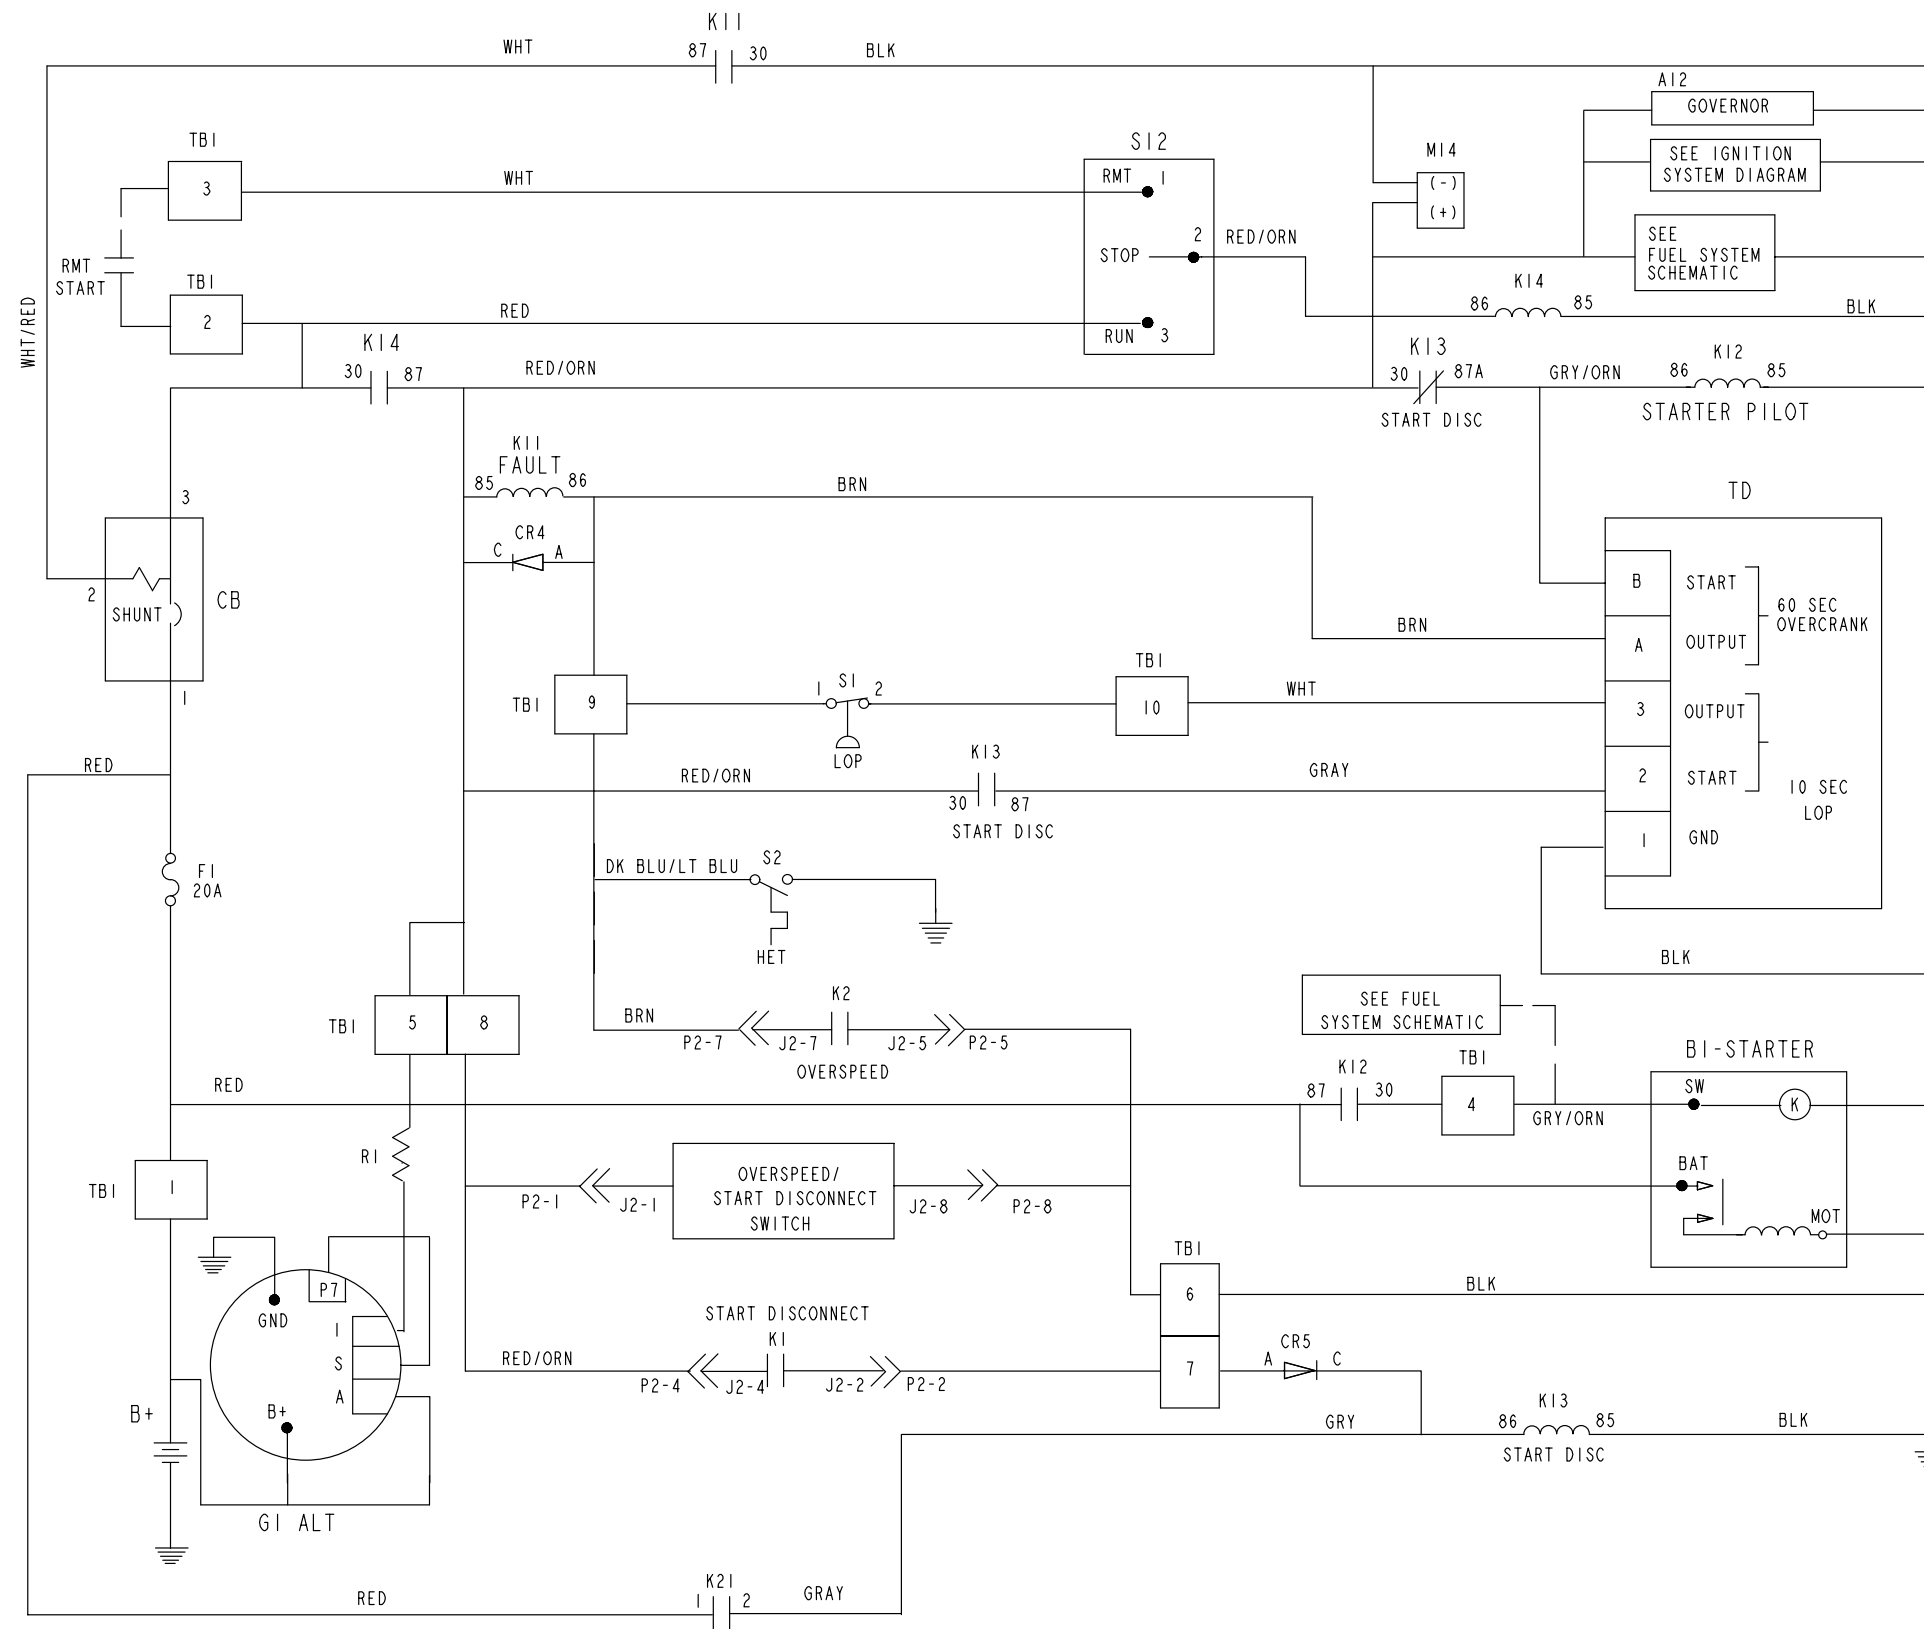 K11
WHT
87
30
BLK
A12
GOVERNOR
TB1
S12
M14
SEE IGNITION
SYSTEM DIAGRAM
3
WHT
RMT
1
(-)
(+)
2
RED/ORN
STOP
SEE
FUEL SYSTEM
SCHEMATIC
RMT
START
TB1
K14
86
85
BLK
2
RED
RUN
3
WHT/RED
K14
30
87
RED/ORN
K13
30
87A
START DISC
GRY/ORN
K12
86
85
STARTER PILOT
K11
FAULT
85
86
BRN
TD
3
CR4
C
A
2
SHUNT
CB
B
START
60 SEC
OVERCRANK
BRN
A
OUTPUT
1
TB1
9
1
S1
2
LOP
TB1
10
WHT
3
OUTPUT
RED
RED/ORN
K13
30
87
START DISC
GRAY
2
START
10 SEC
LOP
1
GND
F1
20A
DK BLU/LT BLU
S2
HET
BLK
TB1
5
8
BRN
P2-7
J2-7
K2
J2-5
P2-5
OVERSPEED
SEE FUEL
SYSTEM SCHEMATIC
B1-STARTER
RED
K12
87
30
TB1
4
GRY/ORN
SW
K
R1
TB1
1
P2-1
J2-1
OVERSPEED/
START DISCONNECT
SWITCH
J2-8
P2-8
BAT
MOT
TB1
6
BLK
P7
GND
I
S
A
B+
START DISCONNECT
K1
RED/ORN
P2-4
J2-4
J2-2
P2-2
7
A
CR5
C
B+
GRY
K13
86
85
START DISC
BLK
G1 ALT
RED
K21
1
2
GRAY